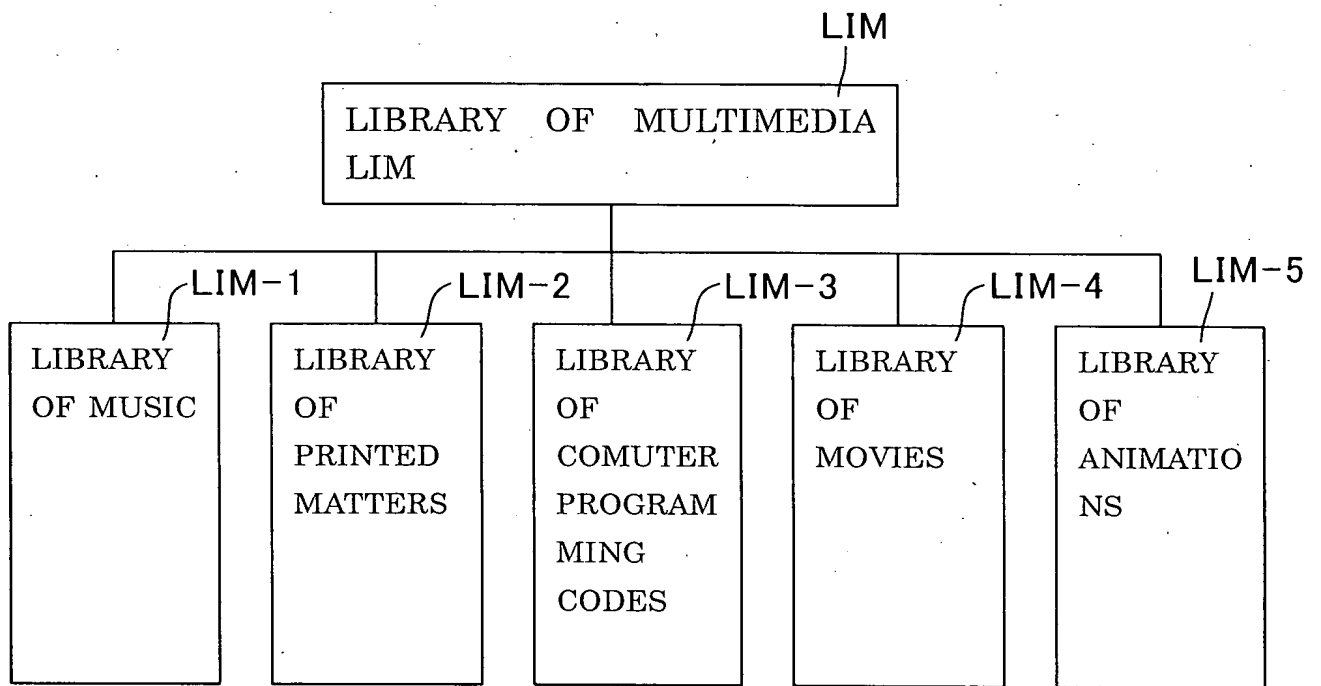 LIM
LIBRARY OF MULTIMEDIA
LIM
LIM-1
LIM-2
LIM-3
LIM-4
LIM-5
LIBRARY
OF MUSIC
LIBRARY
OF
PRINTED
MATTERS
LIBRARY
OF
COMUTER
PROGRAM
MING
CODES
LIBRARY
OF
MOVIES
LIBRARY
OF
ANIMATIO
NS